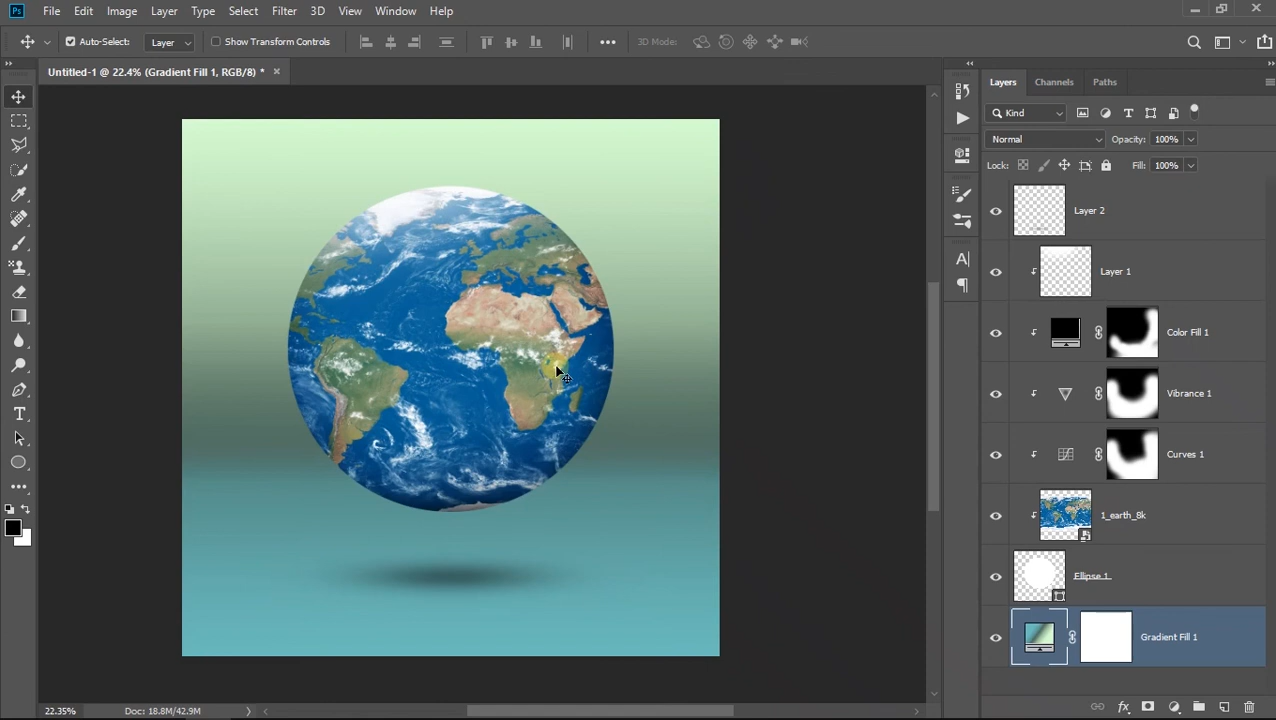 Ps File Edit Image Layer Type Select Filter 3D View Window Help
Auto-Select: Layer Show Transform Controls 3D Mode:
Untitled-1 @ 22.4% (Gradient Fill 1, RGB/8) *
Layers Channels Paths
Kind
Normal Opacity: 100%
Lock: Fill: 100%
Layer 2
Layer 1
Color Fill 1
Vibrance 1
Curves 1
1_earth_8k
Ellipse 1
Gradient Fill 1
22.35% Doc: 18.8M/42.9M
fx